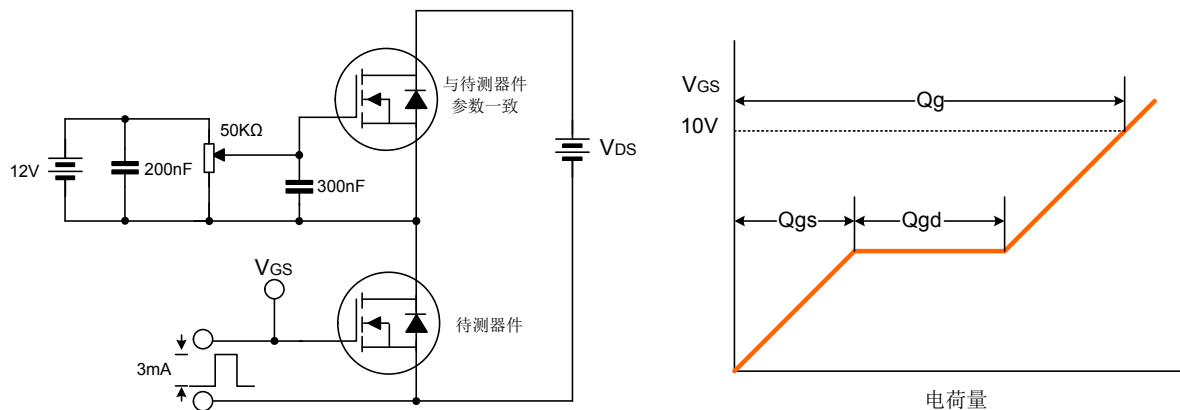 与待测器件
参数一致
50KΩ
12V
200nF
300nF
VDS
VGS
待测器件
3mA
VGS
10V
Qg
Qgs
Qgd
电荷量